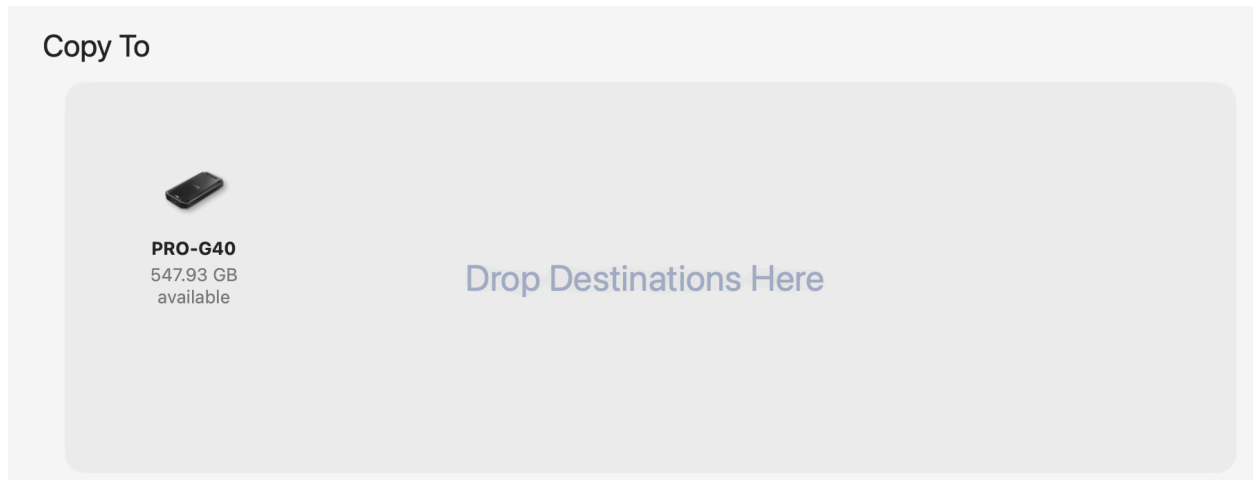 Copy To
PRO-G40
547.93 GB
available
Drop Destinations Here